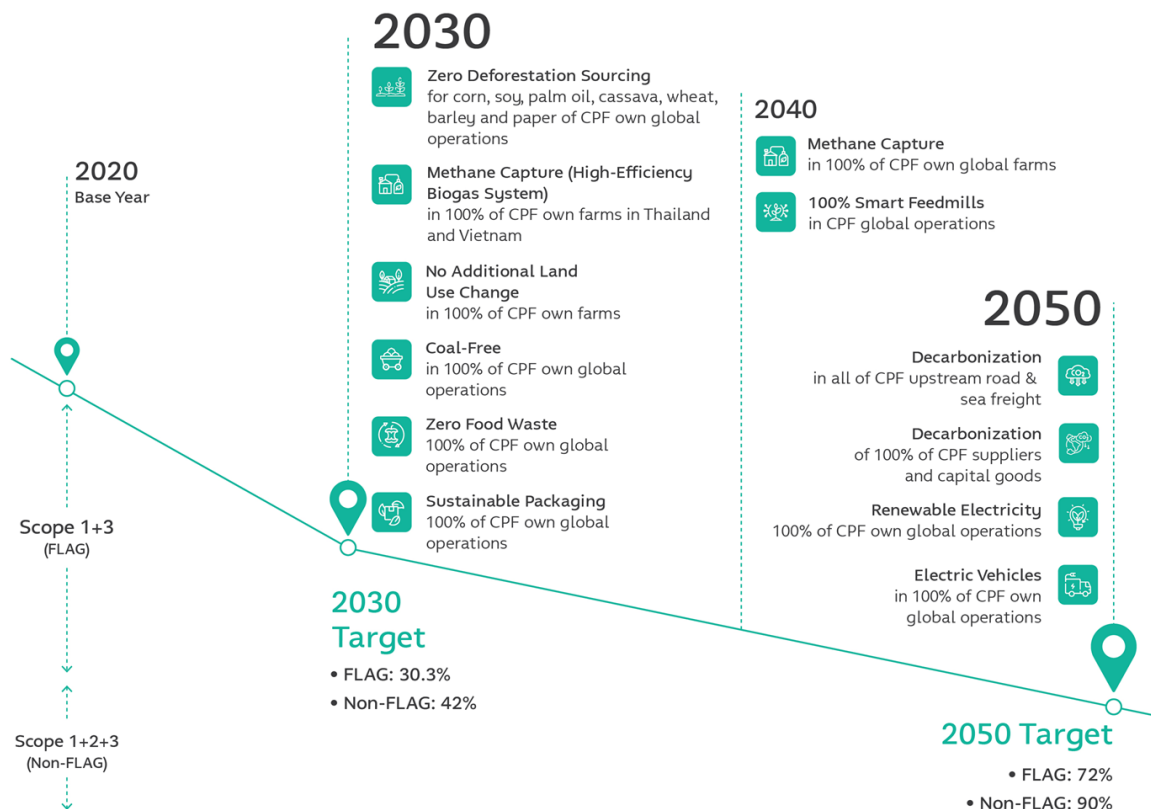 2020
Base Year
Scope 1+3
(FLAG)
Scope 1+2+3
(Non-FLAG)
2030
Zero Deforestation Sourcing
for corn, soy, palm oil, cassava, wheat,
barley and paper of CPF own global
operations
Methane Capture (High-Efficiency
Biogas System)
in 100% of CPF own farms in Thailand
and Vietnam
No Additional Land
Use Change
in 100% of CPF own farms
Coal-Free
in 100% of CPF own global
operations
Zero Food Waste
100% of CPF own global
operations
Sustainable Packaging
100% of CPF own global
operations
2030
Target
• FLAG: 30.3%
• Non-FLAG: 42%
2040
Methane Capture
in 100% of CPF own global farms
100% Smart Feedmills
in CPF global operations
2050
Decarbonization
in all of CPF upstream road &
sea freight
Decarbonization
of 100% of CPF suppliers
and capital goods
Renewable Electricity
100% of CPF own global operations
Electric Vehicles
in 100% of CPF own
global operations
2050 Target
• FLAG: 72%
• Non-FLAG: 90%